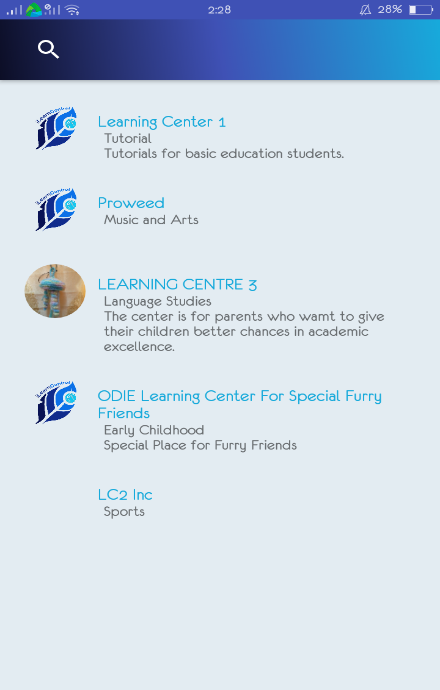 2:28
28%
Learning Center 1
Tutorial
Tutorials for basic education students.
Proweed
Music and Arts
LEARNING CENTRE 3
Language Studies
The center is for parents who wamt to give
their children better chances in academic
excellence.
ODIE Learning Center For Special Furry
Friends
Early Childhood
Special Place for Furry Friends
LC2 Inc
Sports